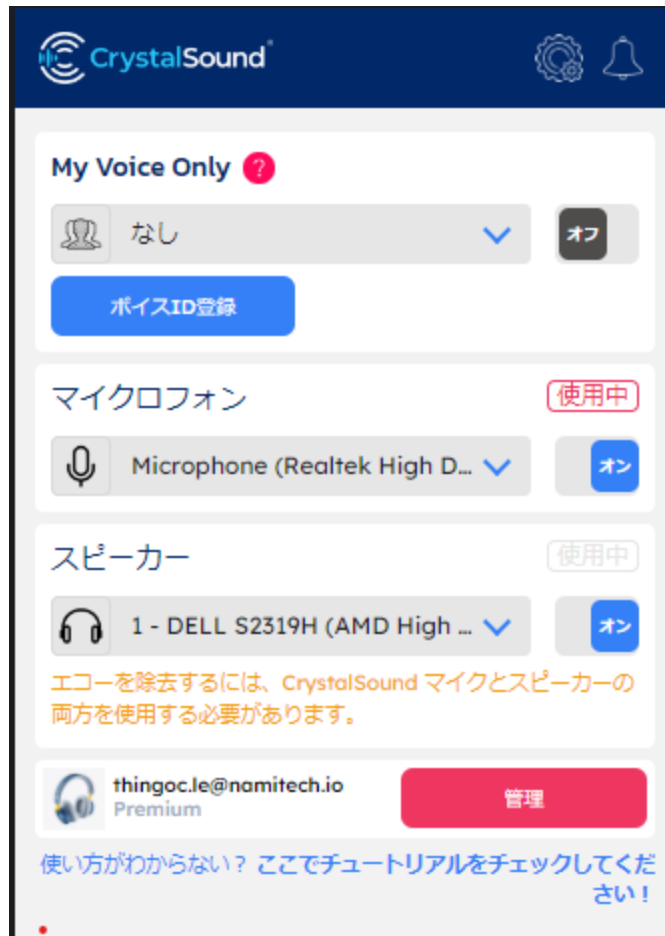 CrystalSound®
My Voice Only ?
なし オフ
ボイスID登録
マイクロフォン 使用中
Microphone (Realtek High D... オン
スピーカー 使用中
1 - DELL S2319H (AMD High ... オン
エコーを除去するには、CrystalSound マイクとスピーカーの
両方を使用する必要があります。
thingoc.le@namitech.io
Premium
管理
使い方がわからない？ ここでチュートリアルをチェックしてくだ
さい！